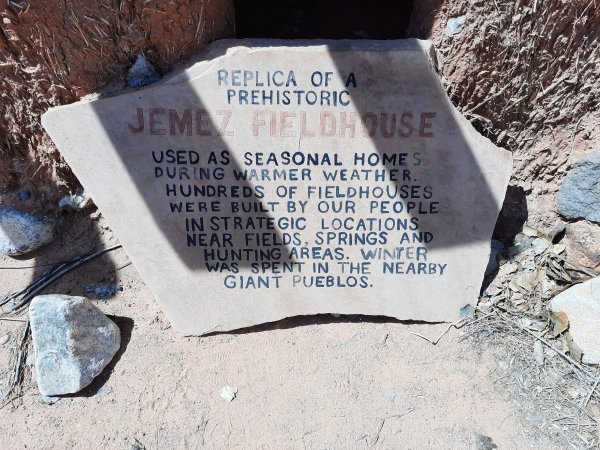 REPLICA OF A
PREHISTORIC
JEMEZ FIELDHOUSE
USED AS SEASONAL HOMES
DURING WARMER WEATHER.
HUNDREDS OF FIELDHOUSES
WERE BUILT BY OUR PEOPLE
IN STRATEGIC LOCATIONS
NEAR FIELDS, SPRINGS AND
HUNTING AREAS. WINTER
WAS SPENT IN THE NEARBY
GIANT PUEBLOS.